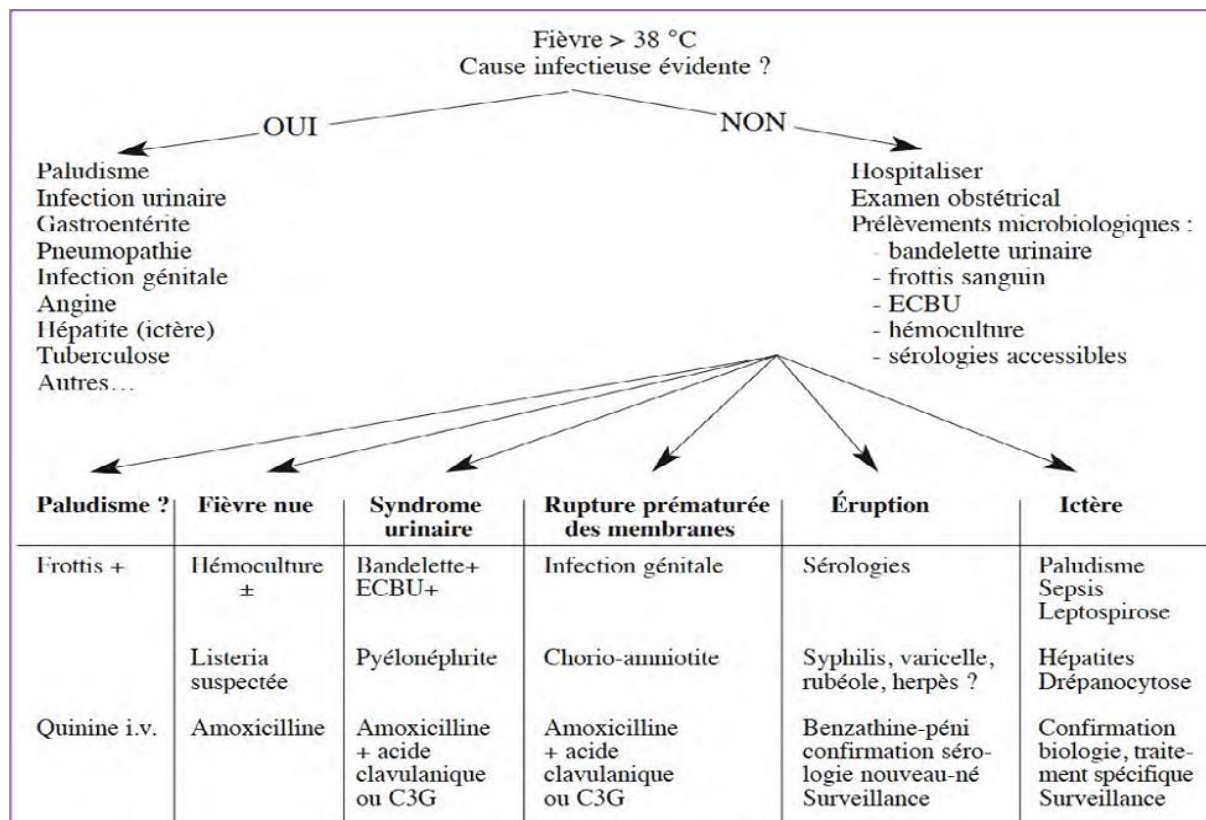 Fièvre > 38 °C
Cause infectieuse évidente ?
OUI
NON
Paludisme
Infection urinaire
Gastroentérite
Pneumopathie
Infection génitale
Angine
Hépatite (ictère)
Tuberculose
Autres…
Hospitaliser
Examen obstétrical
Prélèvements microbiologiques :
- bandelette urinaire
- frottis sanguin
- ECBU
- hémoculture
- sérologies accessibles
Paludisme ?
Frottis +
Quinine i.v.
Fièvre nue
Hémoculture
±
Listeria
suspectée
Amoxicilline
Syndrome
urinaire
Bandelette+
ECBU+
Pyélonéphrite
Amoxicilline
+ acide
clavulanique
ou C3G
Rupture prématurée
des membranes
Infection génitale
Chorio-amniotite
Amoxicilline
+ acide
clavulanique
ou C3G
Éruption
Sérologies
Syphilis, varicelle,
rubéole, herpès ?
Benzathine-péni
confirmation séro-
logie nouveau-né
Surveillance
Ictère
Paludisme
Sepsis
Leptospirose
Hépatites
Drépanocytose
Confirmation
biologie, traite-
ment spécifique
Surveillance